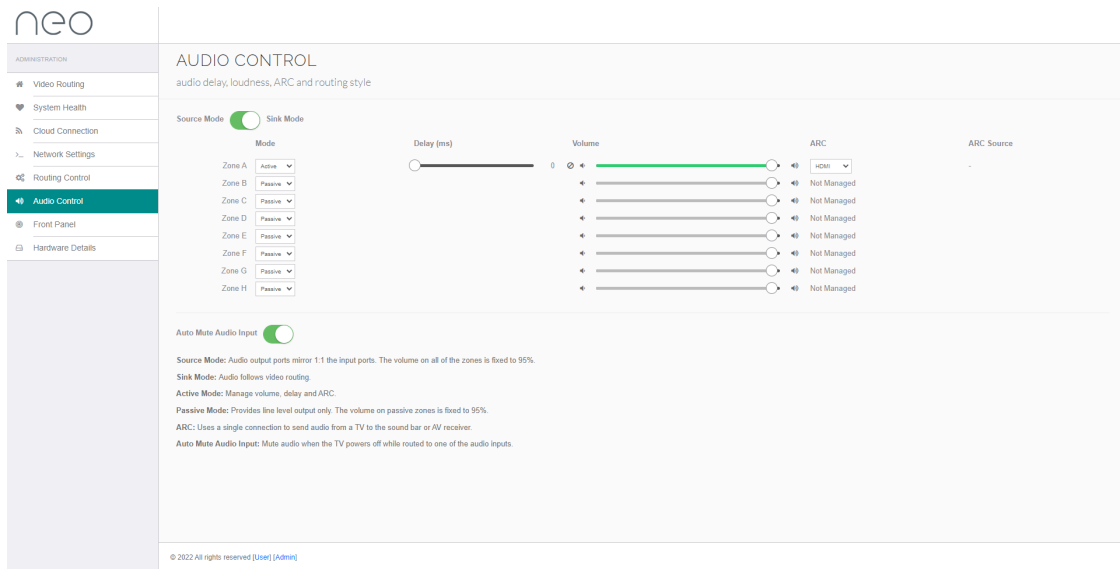 neo
ADMINISTRATION
Video Routing
System Health
Cloud Connection
Network Settings
Routing Control
Audio Control
Front Panel
Hardware Details
AUDIO CONTROL
audio delay, loudness, ARC and routing style
Source Mode Sink Mode
Mode Delay (ms) Volume ARC ARC Source
Zone A Active 0 HDMI -
Zone B Passive Not Managed
Zone C Passive Not Managed
Zone D Passive Not Managed
Zone E Passive Not Managed
Zone F Passive Not Managed
Zone G Passive Not Managed
Zone H Passive Not Managed
Auto Mute Audio Input
Source Mode: Audio output ports mirror 1:1 the input ports. The volume on all of the zones is fixed to 95%.
Sink Mode: Audio follows video routing.
Active Mode: Manage volume, delay and ARC.
Passive Mode: Provides line level output only. The volume on passive zones is fixed to 95%.
ARC: Uses a single connection to send audio from a TV to the sound bar or AV receiver.
Auto Mute Audio Input: Mute audio when the TV powers off while routed to one of the audio inputs.
© 2022 All rights reserved [User] [Admin]